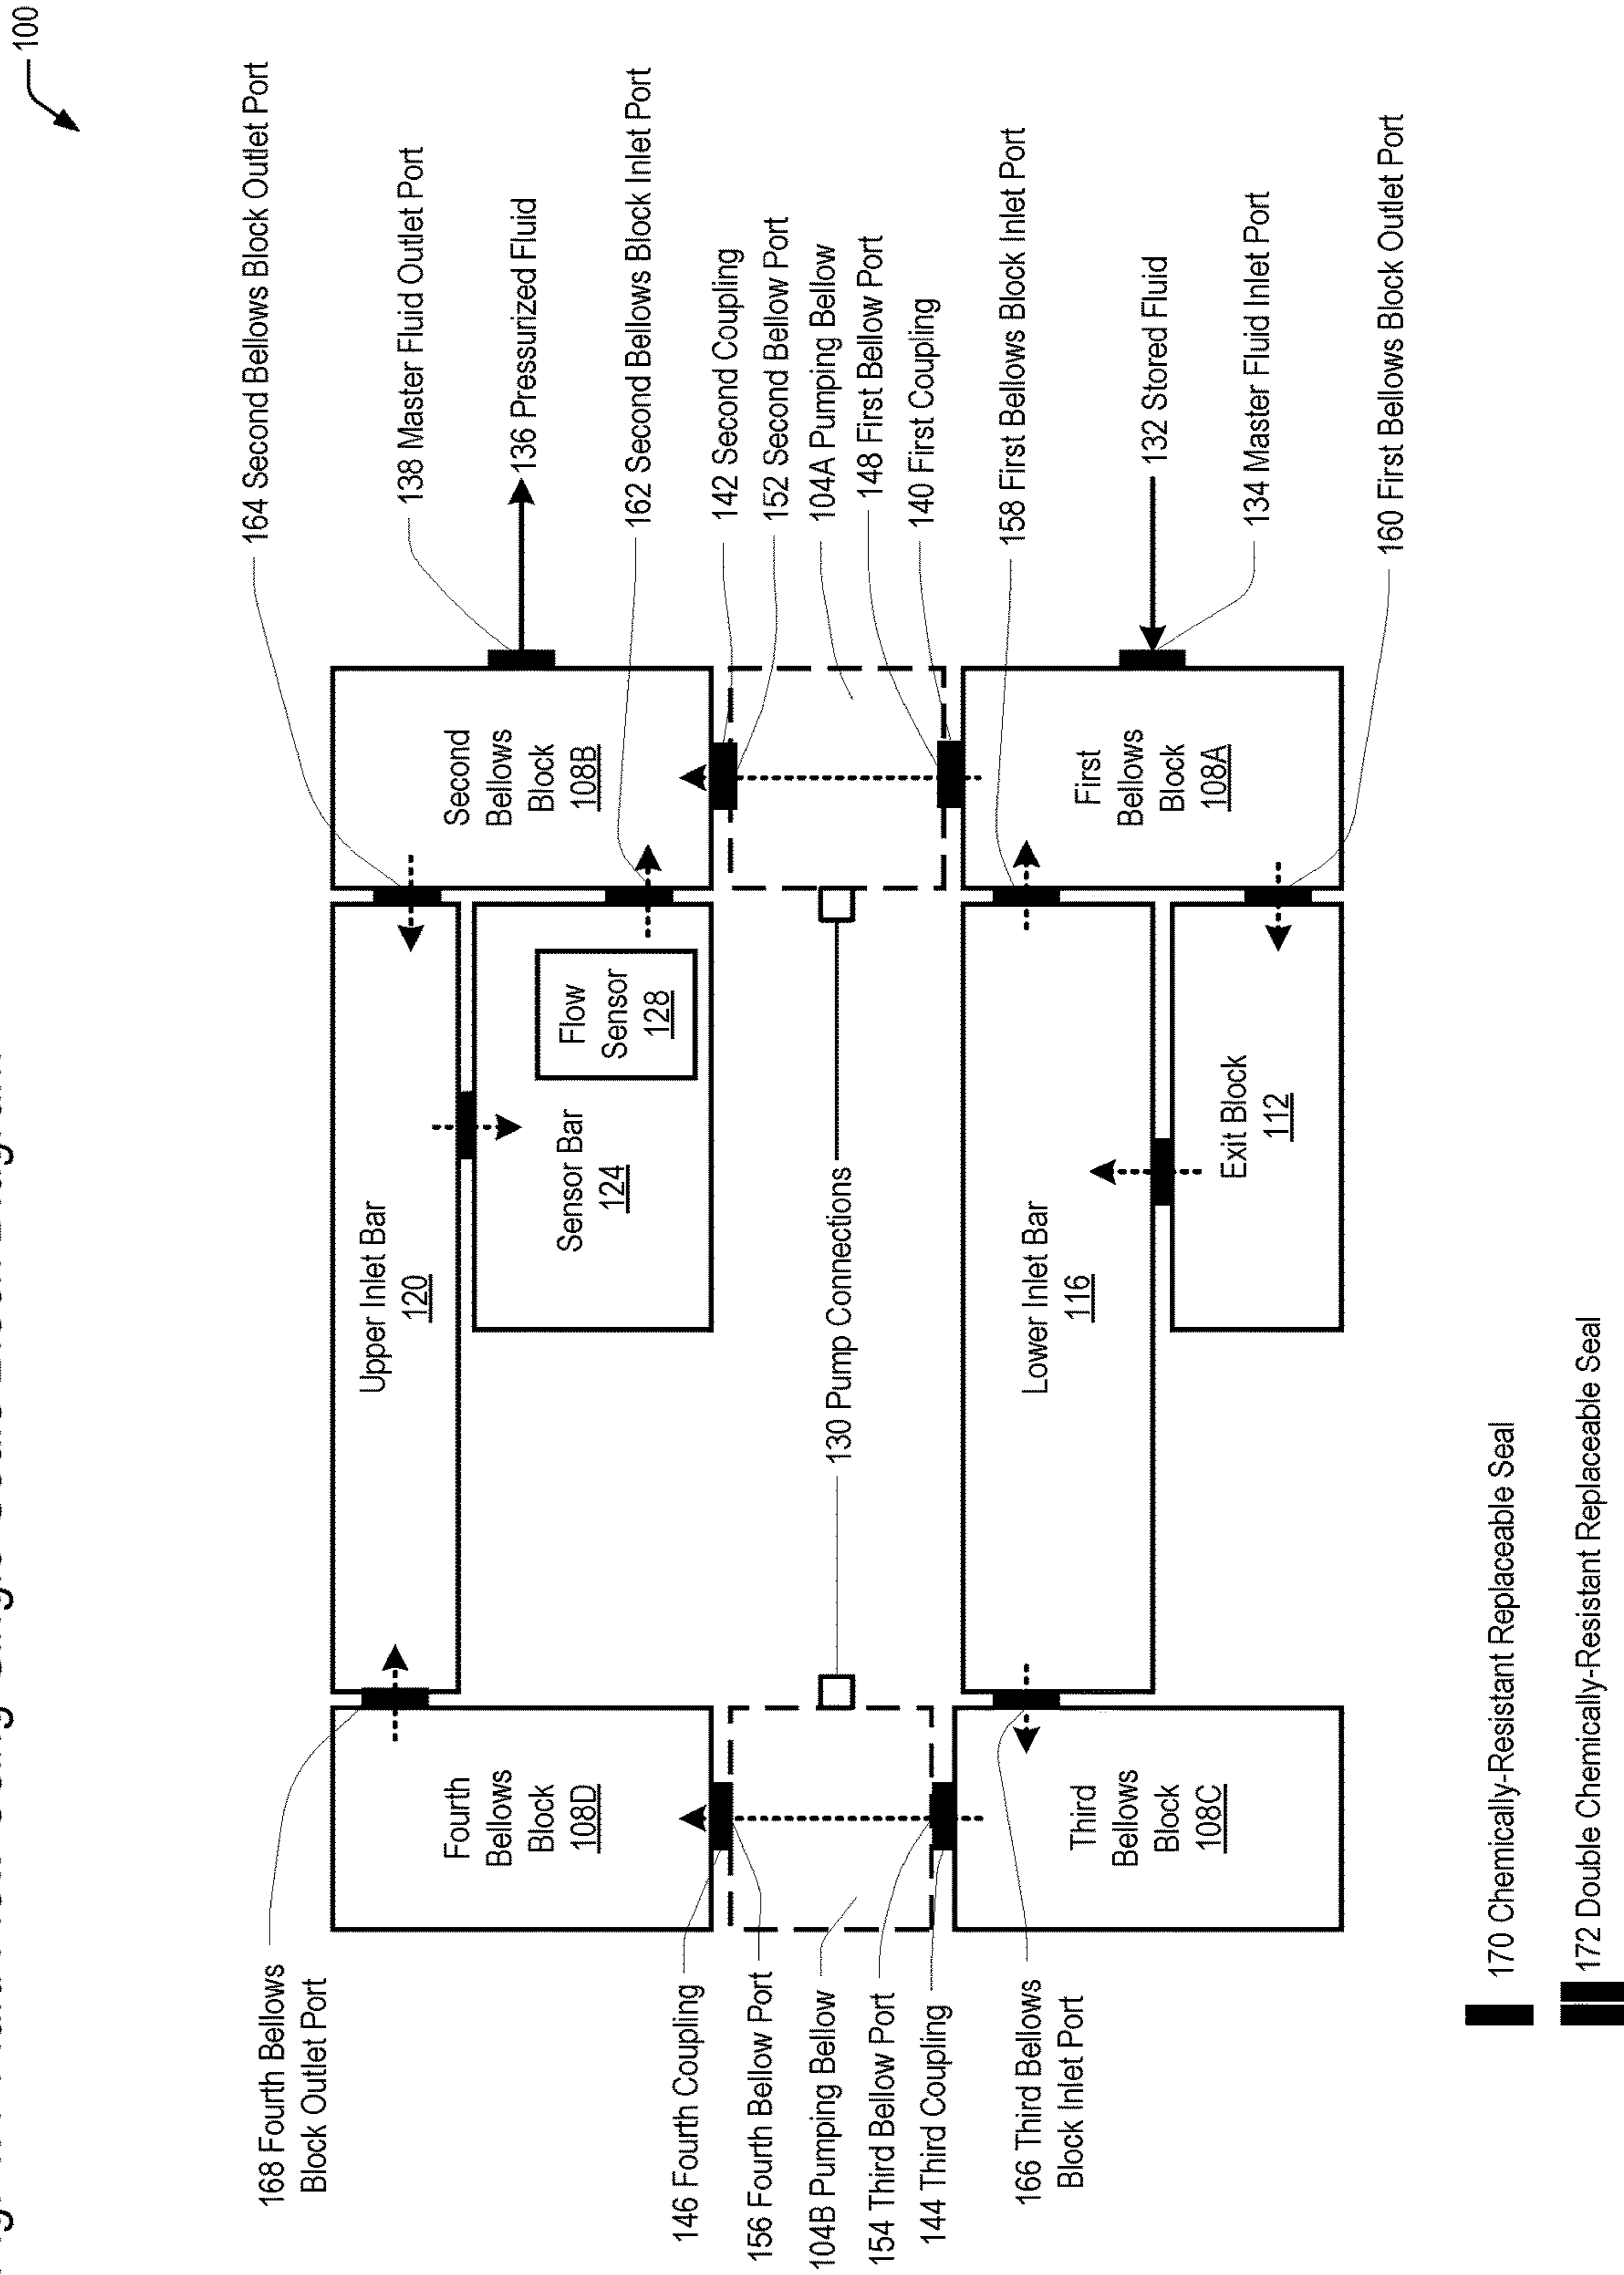 100
164 Second Bellows Block Outlet Port
138 Master Fluid Outlet Port
136 Pressurized Fluid
162 Second Bellows Block Inlet Port
142 Second Coupling
152 Second Bellow Port
104A Pumping Bellow
148 First Bellow Port
140 First Coupling
158 First Bellows Block Inlet Port
132 Stored Fluid
134 Master Fluid Inlet Port
160 First Bellows Block Outlet Port
Second
Bellows
Block
108B
First
Bellows
Block
108A
Upper Inlet Bar
120
Flow
Sensor
128
Sensor Bar
124
130 Pump Connections
Lower Inlet Bar
116
Exit Block
112
Fourth
Bellows
Block
108D
Third
Bellows
Block
108C
168 Fourth Bellows
Block Outlet Port
146 Fourth Coupling
156 Fourth Bellow Port
104B Pumping Bellow
154 Third Bellow Port
144 Third Coupling
166 Third Bellows
Block Inlet Port
170 Chemically-Resistant Replaceable Seal
172 Double Chemically-Resistant Replaceable Seal